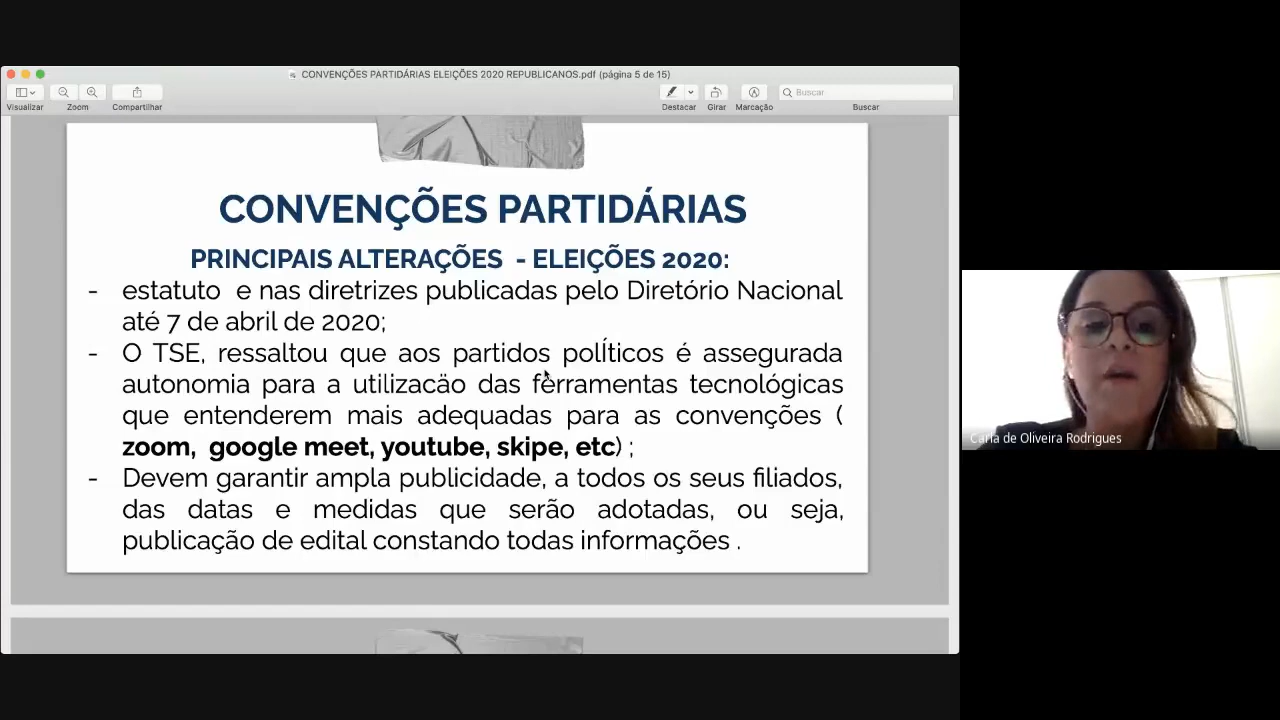 CONVENÇÕES PARTIDÁRIAS ELEIÇÕES 2020 REPUBLICANOS.pdf (página 5 de 15)
Buscar
Visualizar Zoom Compartilhar Destacar Girar Marcação Buscar
CONVENÇÕES PARTIDÁRIAS
PRINCIPAIS ALTERAÇÕES - ELEIÇÕES 2020:
- estatuto e nas diretrizes publicadas pelo Diretório Nacional
até 7 de abril de 2020;
- O TSE, ressaltou que aos partidos polÍticos é assegurada
autonomia para a utilizacäo das ferramentas tecnológicas
que entenderem mais adequadas para as convenções (
zoom, google meet, youtube, skipe, etc) ;
- Devem garantir ampla publicidade, a todos os seus filiados,
das datas e medidas que serão adotadas, ou seja,
publicação de edital constando todas informações .
Carla de Oliveira Rodrigues